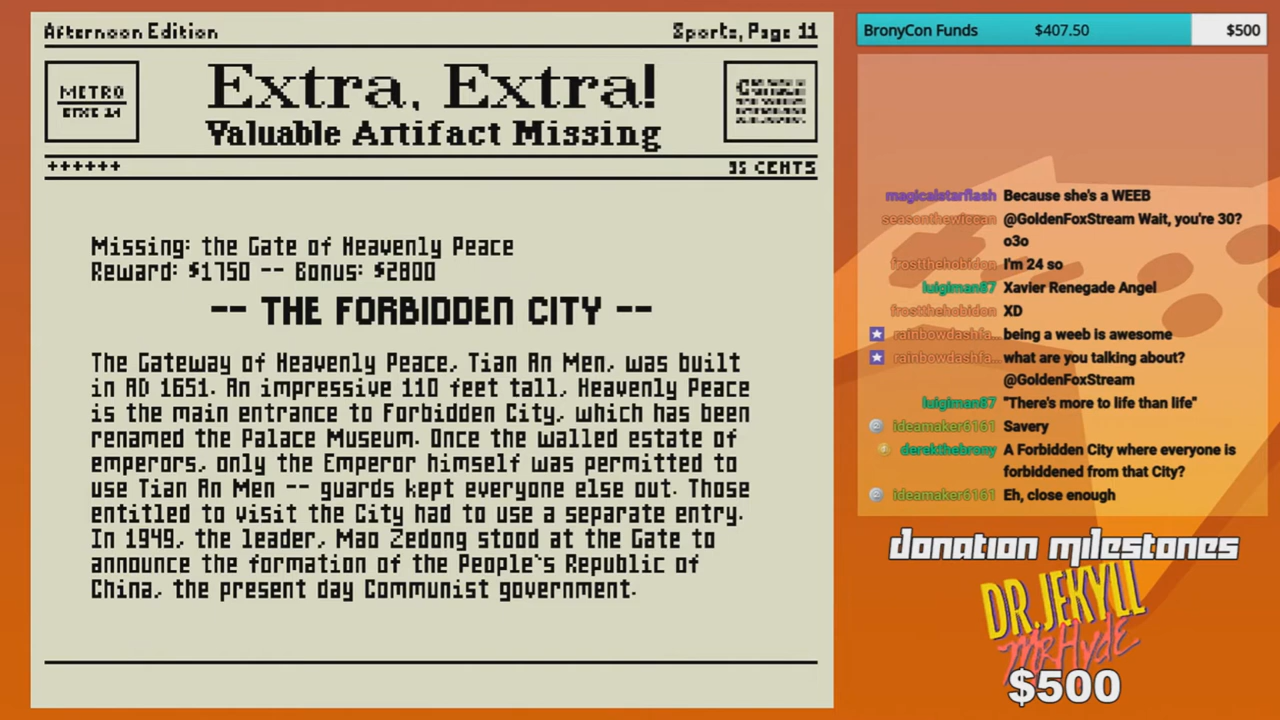 Afternoon Edition
Sports, Page 11
METRO
Extra, Extra!
Valuable Artifact Missing
++++++
35 CENTS
Missing: the Gate of Heavenly Peace
Reward: $1750 -- Bonus: $2800
-- THE FORBIDDEN CITY --
The Gateway of Heavenly Peace, Tian An Men, was built
in AD 1651. An impressive 110 feet tall, Heavenly Peace
is the main entrance to Forbidden City, which has been
renamed the Palace Museum. Once the walled estate of
emperors, only the Emperor himself was permitted to
use Tian An Men -- guards kept everyone else out. Those
entitled to visit the City had to use a separate entry.
In 1949, the leader, Mao Zedong stood at the Gate to
announce the formation of the People's Republic of
China, the present day Communist government.
BronyCon Funds $407.50 $500
magicalstarflash Because she's a WEEB
seasonthewiccan @GoldenFoxStream Wait, you're 30?
o3o
frostthehobidon I'm 24 so
luigiman87 Xavier Renegade Angel
frostthehobidon XD
rainbowdashfa... being a weeb is awesome
rainbowdashfa... what are you talking about?
@GoldenFoxStream
luigiman87 "There's more to life than life"
ideamaker6161 Savery
derekthebrony A Forbidden City where everyone is
forbiddened from that City?
ideamaker6161 Eh, close enough
DONATION MILESTONES
DR. JEKYLL
Mr Hyde
$500